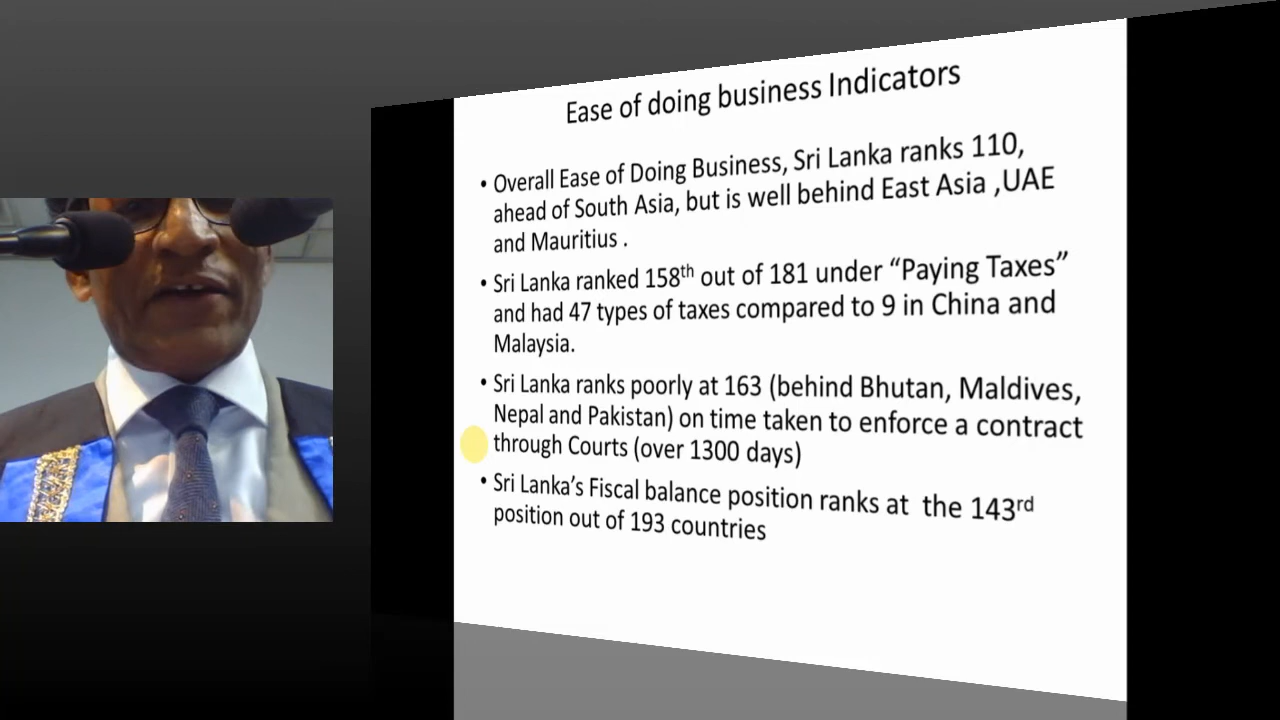 Ease of doing business Indicators
• Overall Ease of Doing Business, Sri Lanka ranks 110,
ahead of South Asia, but is well behind East Asia ,UAE
and Mauritius .
• Sri Lanka ranked 158th out of 181 under “Paying Taxes”
and had 47 types of taxes compared to 9 in China and
Malaysia.
• Sri Lanka ranks poorly at 163 (behind Bhutan, Maldives,
Nepal and Pakistan) on time taken to enforce a contract
through Courts (over 1300 days)
• Sri Lanka’s Fiscal balance position ranks at  the 143rd
position out of 193 countries